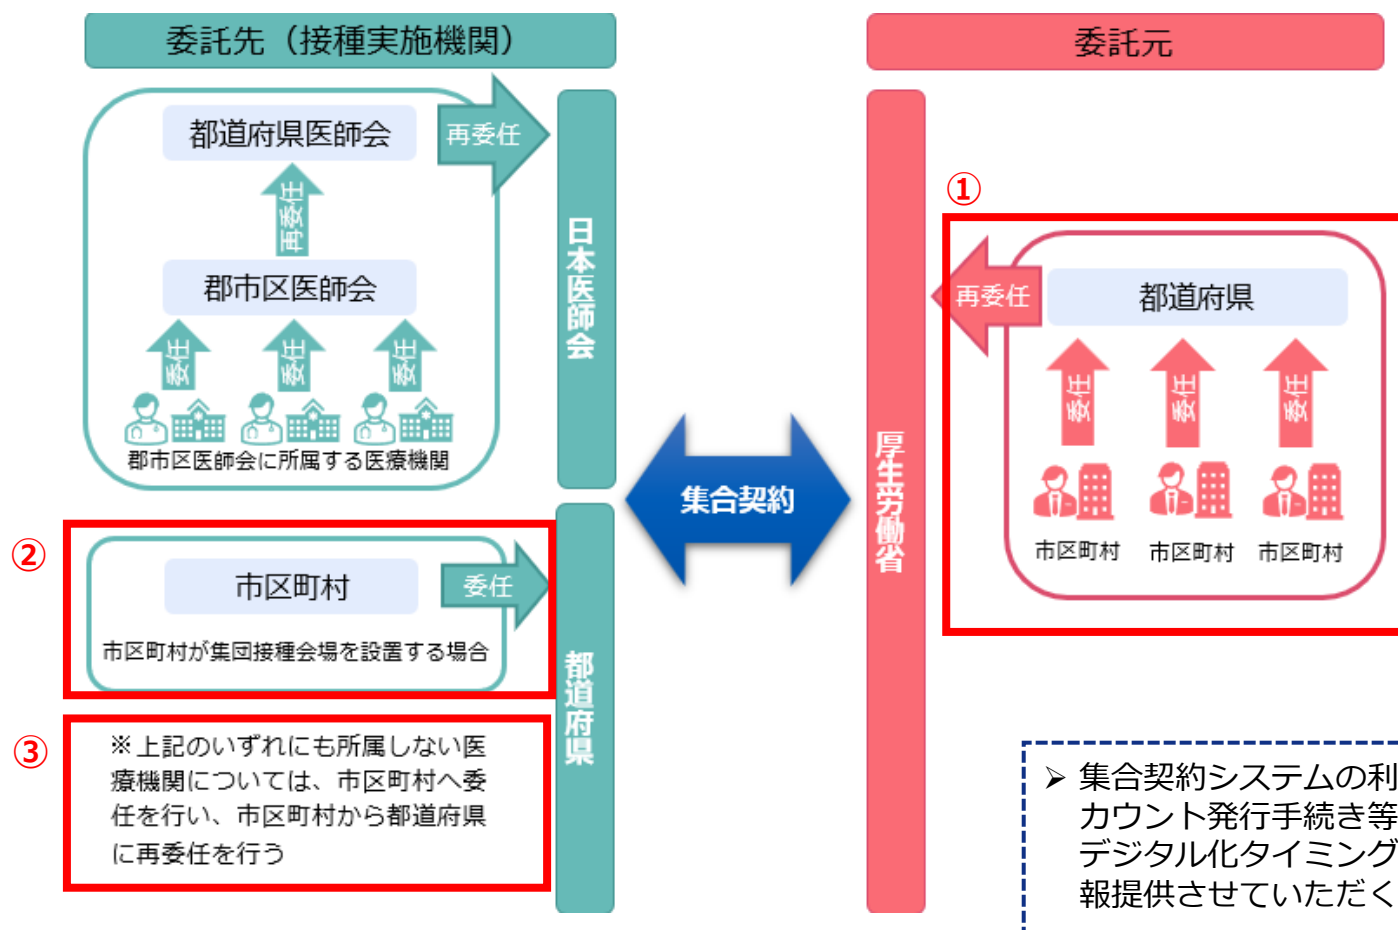 委託先（接種実施機関）
都道府県医師会
再委任
再委任
郡市区医師会
委任
委任
委任
郡市区医師会に所属する医療機関
日本医師会
②
市区町村
委任
市区町村が集団接種会場を設置する場合
③
※上記のいずれにも所属しない医
療機関については、市区町村へ委
任を行い、市区町村から都道府県
に再委任を行う
都道府県
集合契約
委託元
厚生労働省
①
再委任
都道府県
委任
委任
委任
市区町村
市区町村
市区町村
➢ 集合契約システムの利
カウント発行手続き等
デジタル化タイミング
報提供させていただく